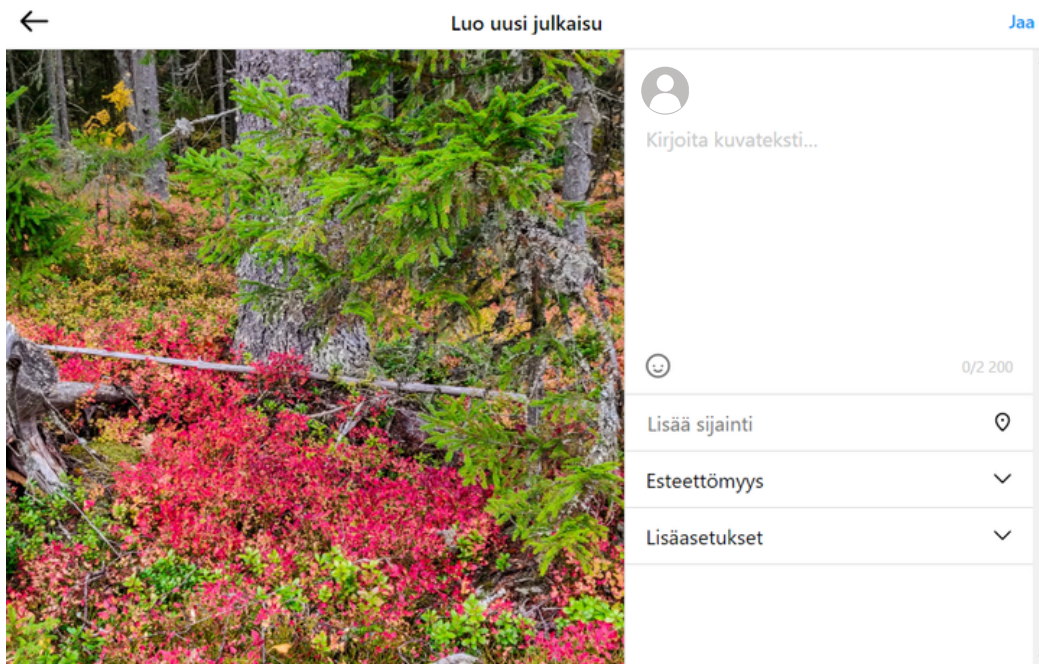 Luo uusi julkaisu
Jaa
Kirjoita kuvateksti...
0/2 200
Lisää sijainti
Esteettömyys
Lisäasetukset